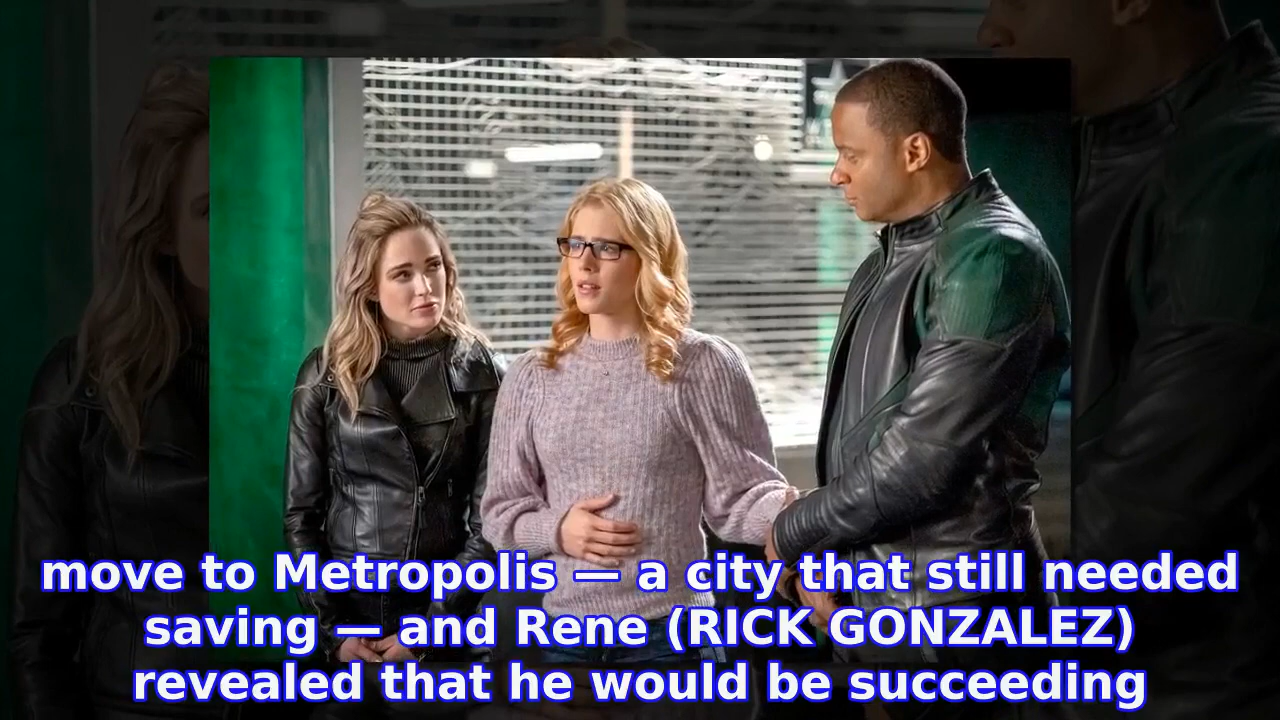 move to Metropolis — a city that still needed
saving — and Rene (RICK GONZALEZ)
revealed that he would be succeeding